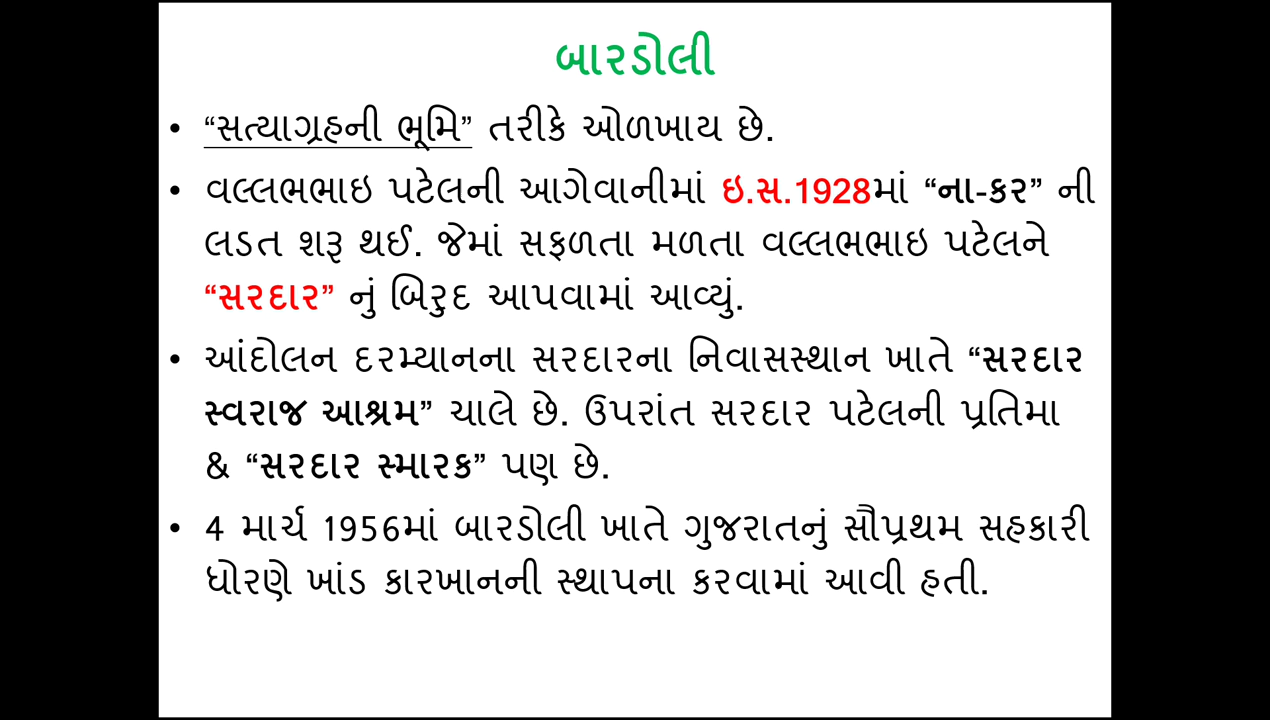 બારડોલી
• “સત્યાગ્રહની ભૂમિ” તરીકે ઓળખાય છે.
• વલ્લભભાઇ પટેલની આગેવાનીમાં ઇ.સ.1928માં “ના-કર” ની
લડત શરૂ થઈ. જેમાં સફળતા મળતા વલ્લભભાઇ પટેલને
“સરદાર” નું બિરુદ આપવામાં આવ્યું.
• આંદોલન દરમ્યાનના સરદારના નિવાસસ્થાન ખાતે “સરદાર
સ્વરાજ આશ્રમ” ચાલે છે. ઉપરાંત સરદાર પટેલની પ્રતિમા
& “સરદાર સ્મારક” પણ છે.
• 4 માર્ચ 1956માં બારડોલી ખાતે ગુજરાતનું સૌપ્રથમ સહકારી
ધોરણે ખાંડ કારખાનની સ્થાપના કરવામાં આવી હતી.